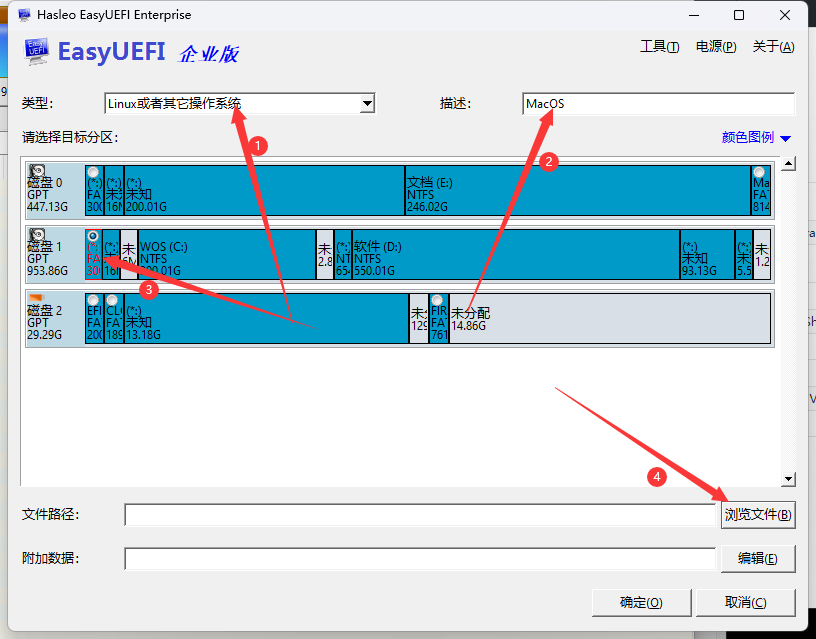 Hasleo EasyUEFI Enterprise
EasyUEFI 企业版
工具(T) 电源(P) 关于(A)
类型： Linux或者其它操作系统 描述： MacOS
请选择目标分区： 颜色图例
1
2
磁盘 0
GPT
447.13G
(*:)
FA
300
(*:)
未
16M
(*:)
未知
200.01G
文档 (E:)
NTFS
246.02G
Ma
FA
814
磁盘 1
GPT
953.86G
(*:)
FA
300
(*:)
未
16M
未
WOS (C:)
NTFS
未
2.8
(*:)
NT
654
软件 (D:)
NTFS
550.01G
(*:)
未知
93.13G
(*:)
未
5.5
未
1.2
3
磁盘 2
GPT
29.29G
EFI
FA
200
CL
FA
189
(*:)
未知
13.18G
未
129
FIR
FA
761
未分配
14.86G
4
文件路径： 浏览文件(B)
附加数据： 编辑(E)
确定(O) 取消(C)